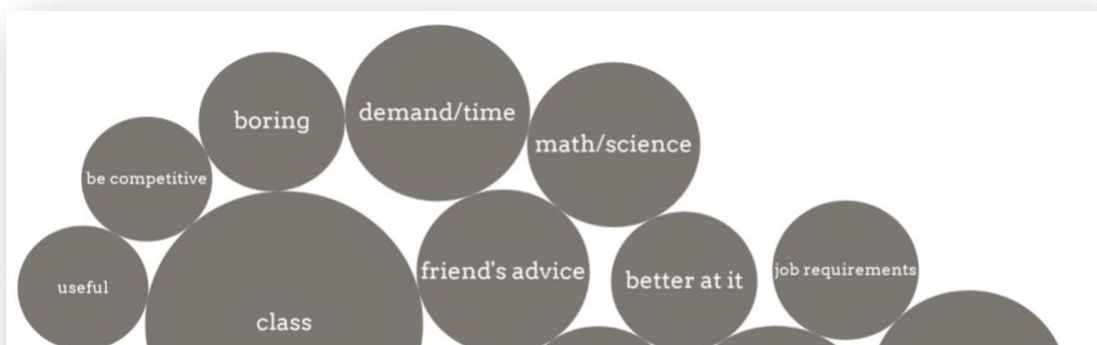 boring
demand/time
math/science
be competitive
useful
class
friend's advice
better at it
job requirements